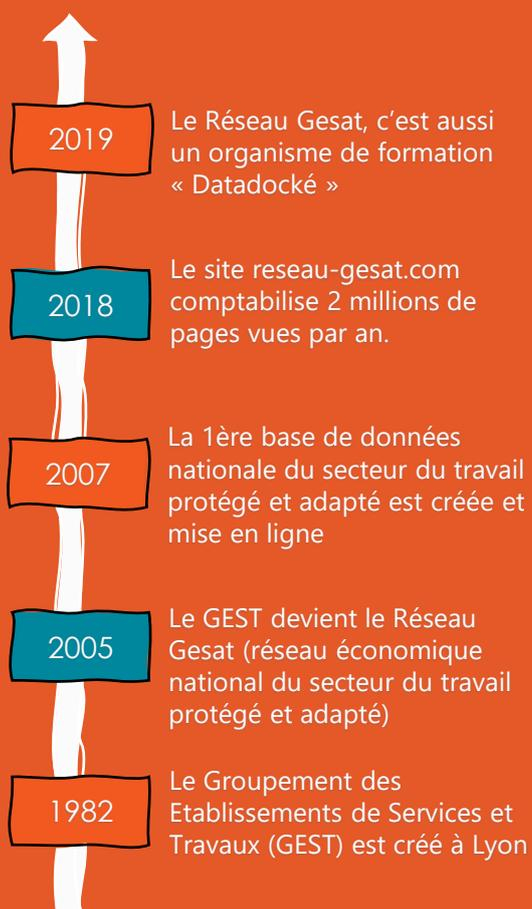 2019
Le Réseau Gesat, c’est aussi
un organisme de formation
« Datadocké »
2018
Le site reseau-gesat.com
comptabilise 2 millions de
pages vues par an.
2007
La 1ère base de données
nationale du secteur du travail
protégé et adapté est créée et
mise en ligne
2005
Le GEST devient le Réseau
Gesat (réseau économique
national du secteur du travail
protégé et adapté)
1982
Le Groupement des
Etablissements de Services et
Travaux (GEST) est créé à Lyon